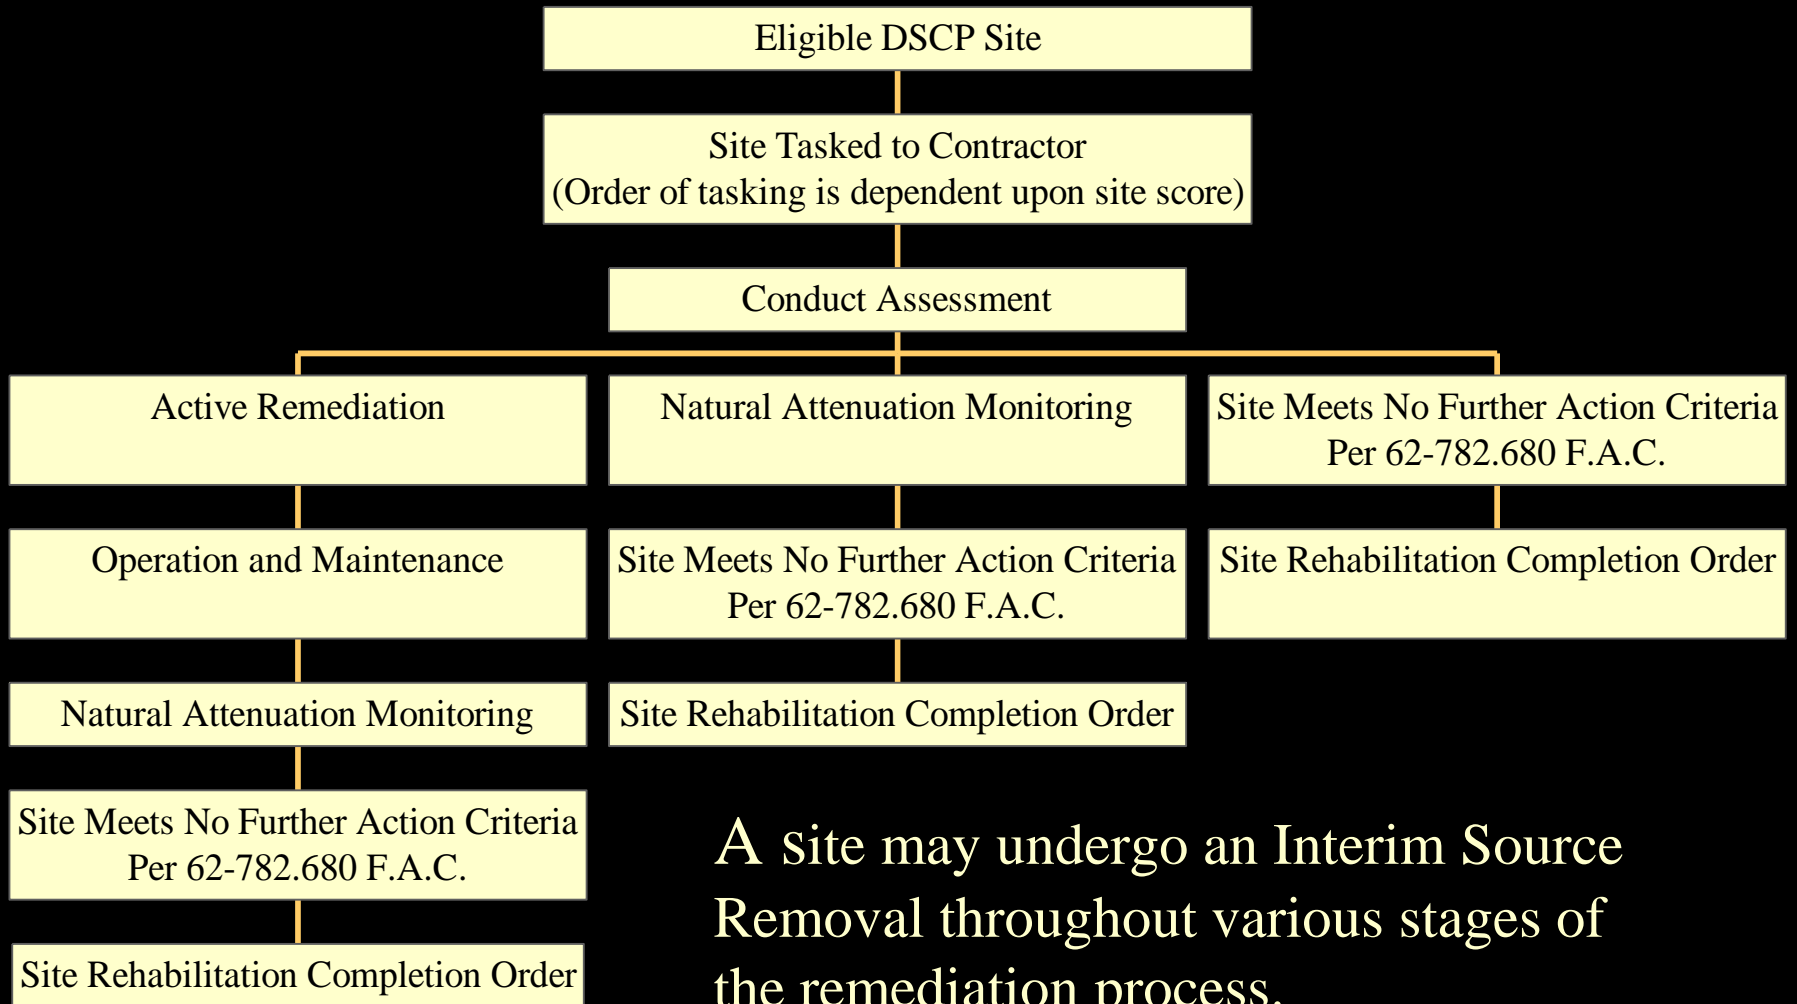 Eligible DSCP Site
Site Tasked to Contractor
(Order of tasking is dependent upon site score)
Conduct Assessment
Active Remediation
Natural Attenuation Monitoring
Site Meets No Further Action Criteria
Per 62-782.680 F.A.C.
Operation and Maintenance
Site Meets No Further Action Criteria
Per 62-782.680 F.A.C.
Site Rehabilitation Completion Order
Natural Attenuation Monitoring
Site Rehabilitation Completion Order
Site Meets No Further Action Criteria
Per 62-782.680 F.A.C.
Site Rehabilitation Completion Order
A site may undergo an Interim Source
Removal throughout various stages of
the remediation process.